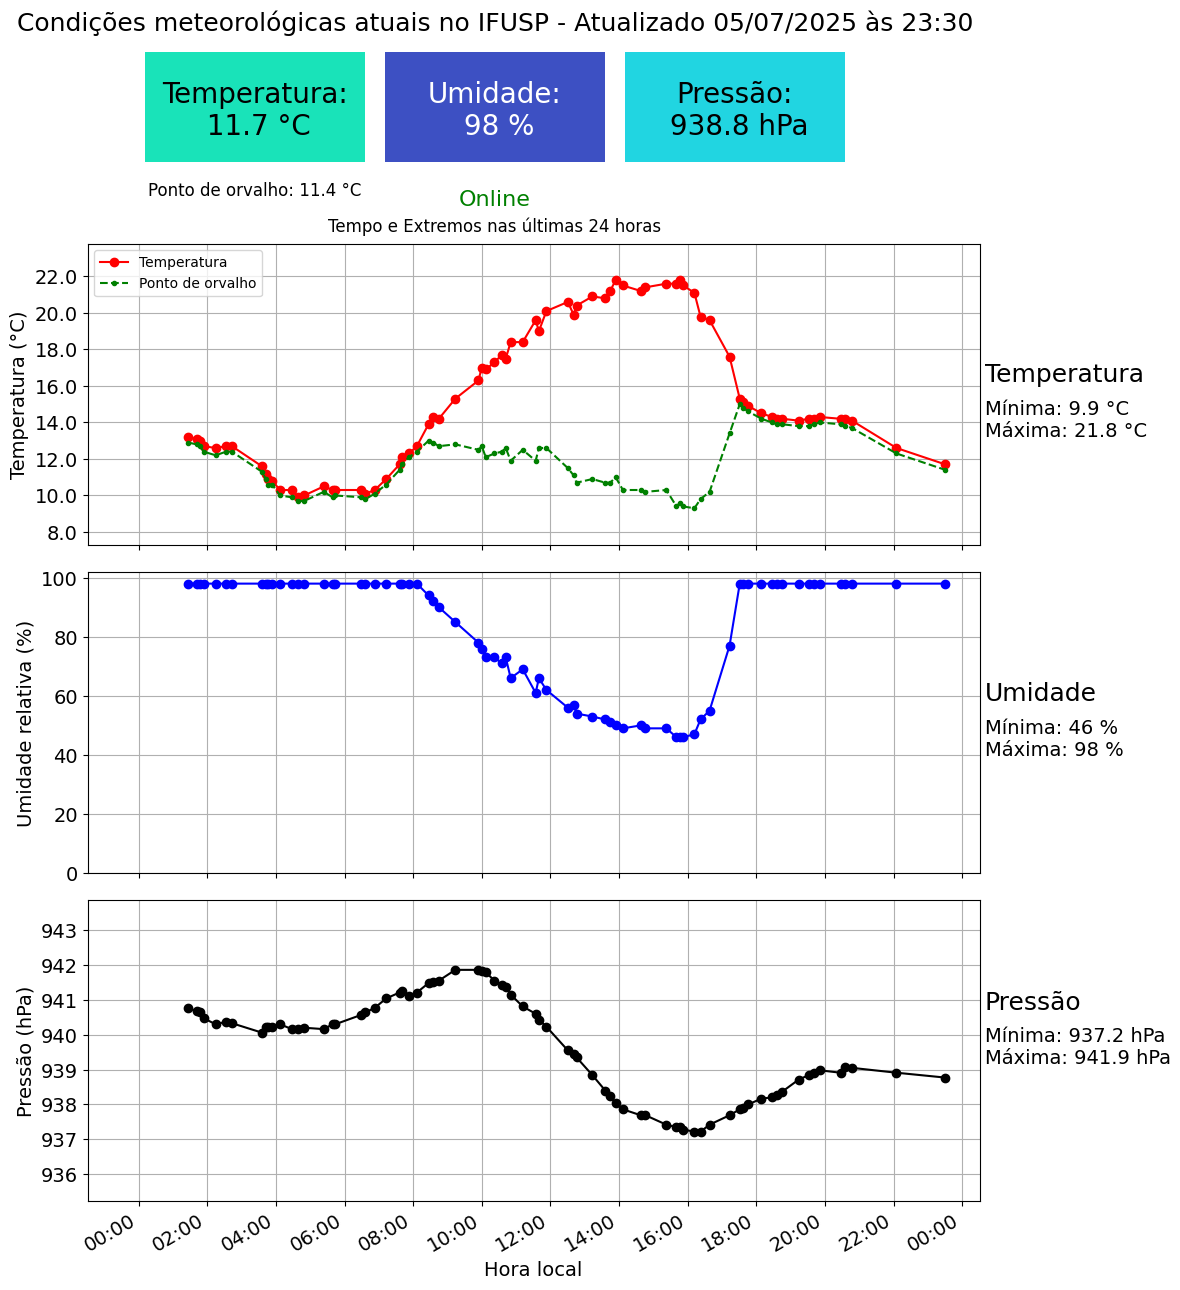 Condições meteorológicas atuais no IFUSP - Atualizado 05/07/2025 às 23:30
Temperatura:
11.7 °C
Umidade:
98 %
Pressão:
938.8 hPa
Ponto de orvalho: 11.4 °C
Online
Tempo e Extremos nas últimas 24 horas
Temperatura
Ponto de orvalho
Temperatura (°C)
22.0
20.0
18.0
16.0
14.0
12.0
10.0
8.0
Temperatura
Mínima: 9.9 °C
Máxima: 21.8 °C
Umidade relativa (%)
100
80
60
40
20
0
Umidade
Mínima: 46 %
Máxima: 98 %
Pressão (hPa)
943
942
941
940
939
938
937
936
Pressão
Mínima: 937.2 hPa
Máxima: 941.9 hPa
00:00
02:00
04:00
06:00
08:00
10:00
12:00
14:00
16:00
18:00
20:00
22:00
00:00
Hora local